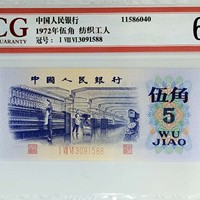 CG
中国人民银行 11586040
1972年伍角 纺织工人
冠号： I VII VI 3091588
6
中国人民银行
伍角
5
WU
JIAO
I VII VI 3091588